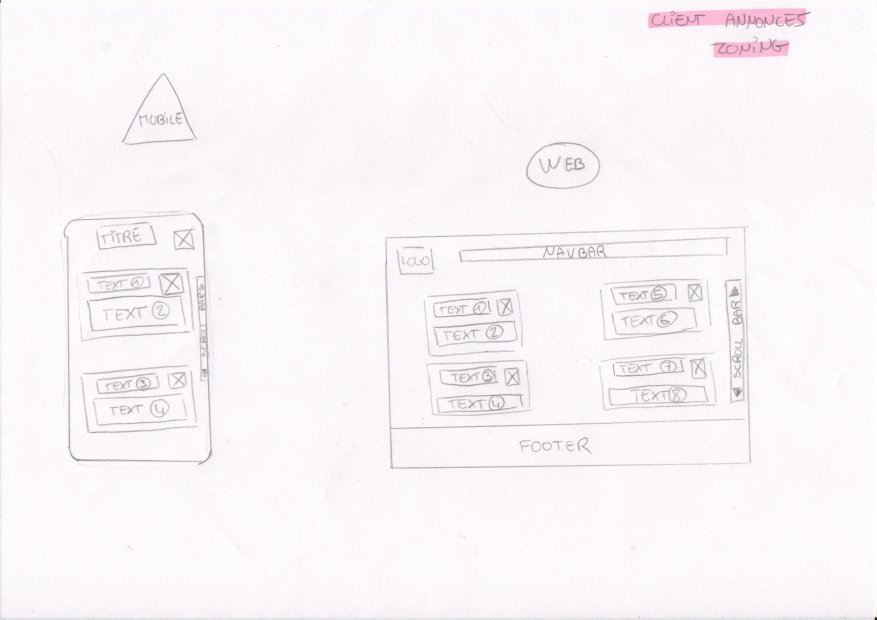 CLIENT ANNONCES
ZONING
MOBILE
WEB
TITRE
TEXT 1
TEXT 2
SCROLL BAR
TEXT 3
TEXT 4
LOGO
NAVBAR
TEXT 1
TEXT 2
TEXT 5
TEXT 6
SCROLL BAR
TEXT 3
TEXT 4
TEXT 7
TEXT 8
FOOTER